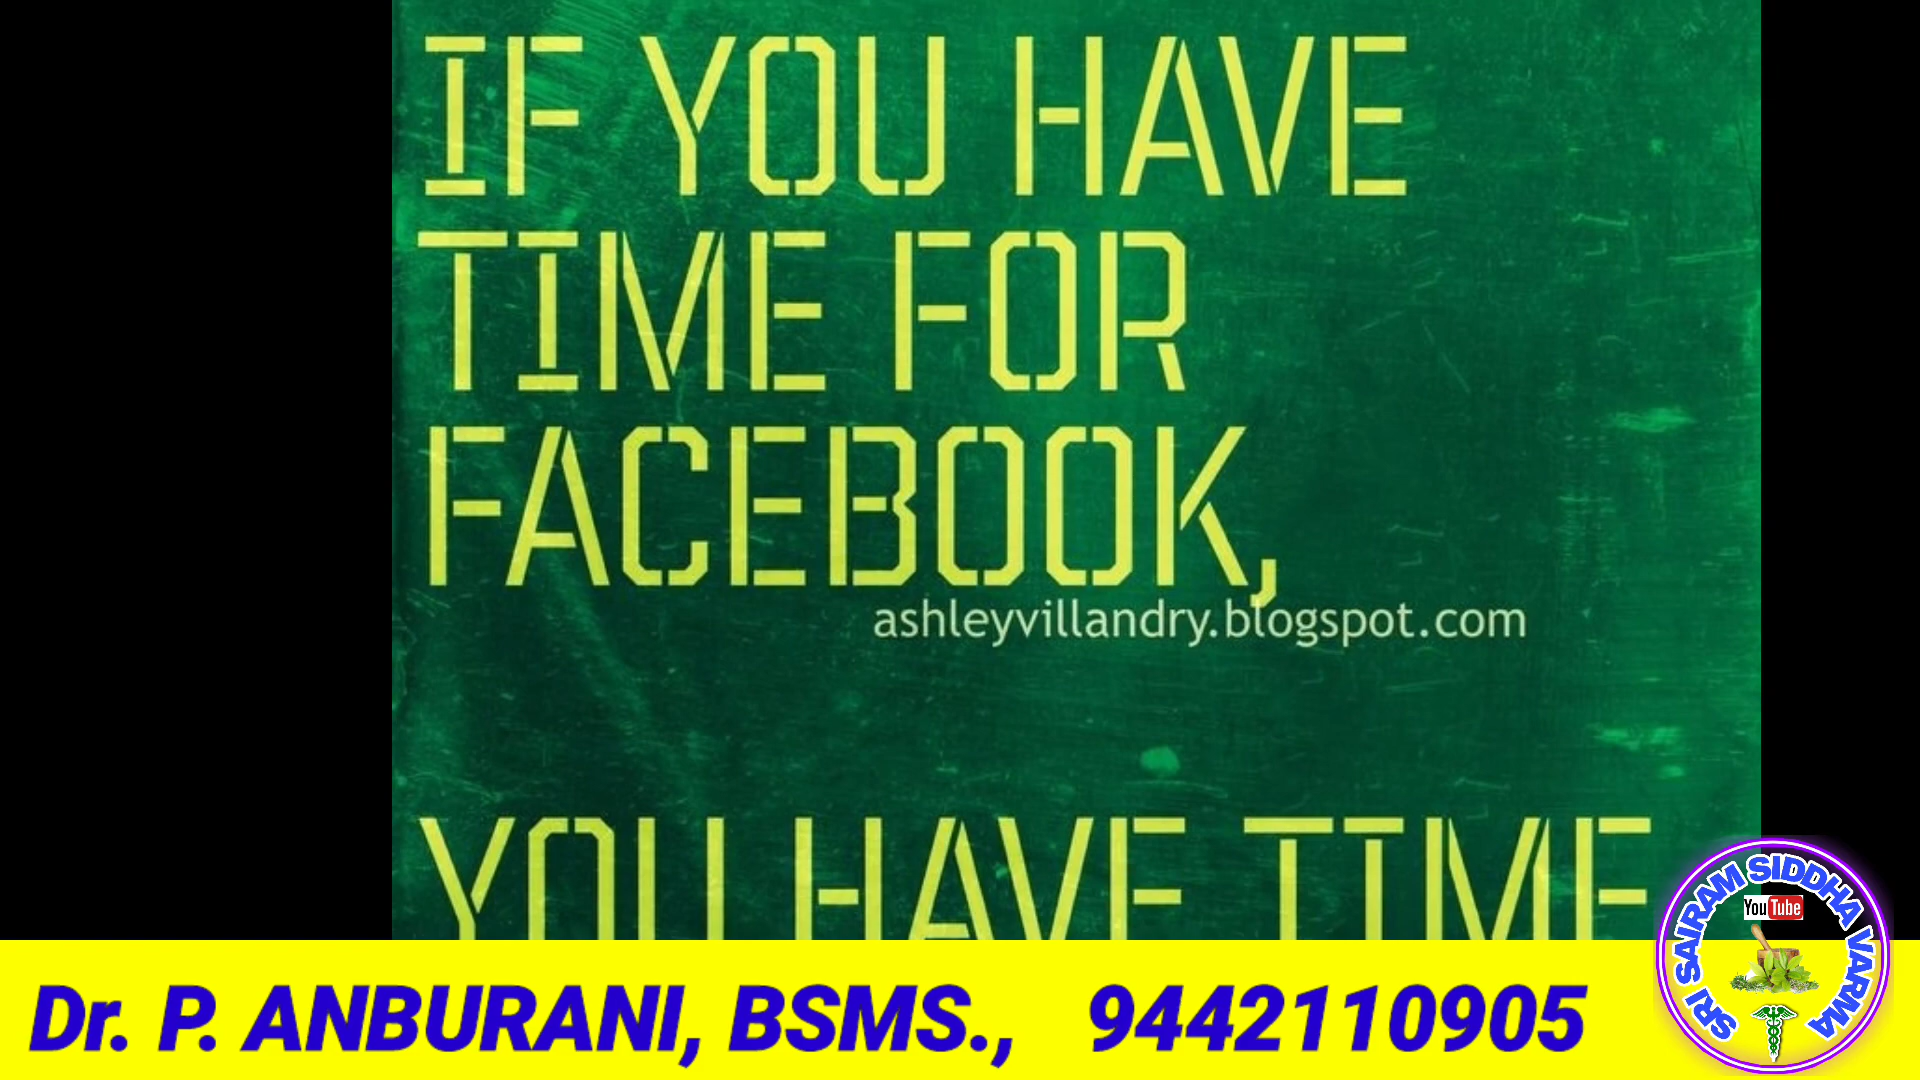 IF YOU HAVE
TIME FOR
FACEBOOK,
ashleyvillandry.blogspot.com
YOU HAVE TIME
Dr. P. ANBURANI, BSMS., 9442110905
SRI SAIRAM SIDDHA VARMA
YouTube